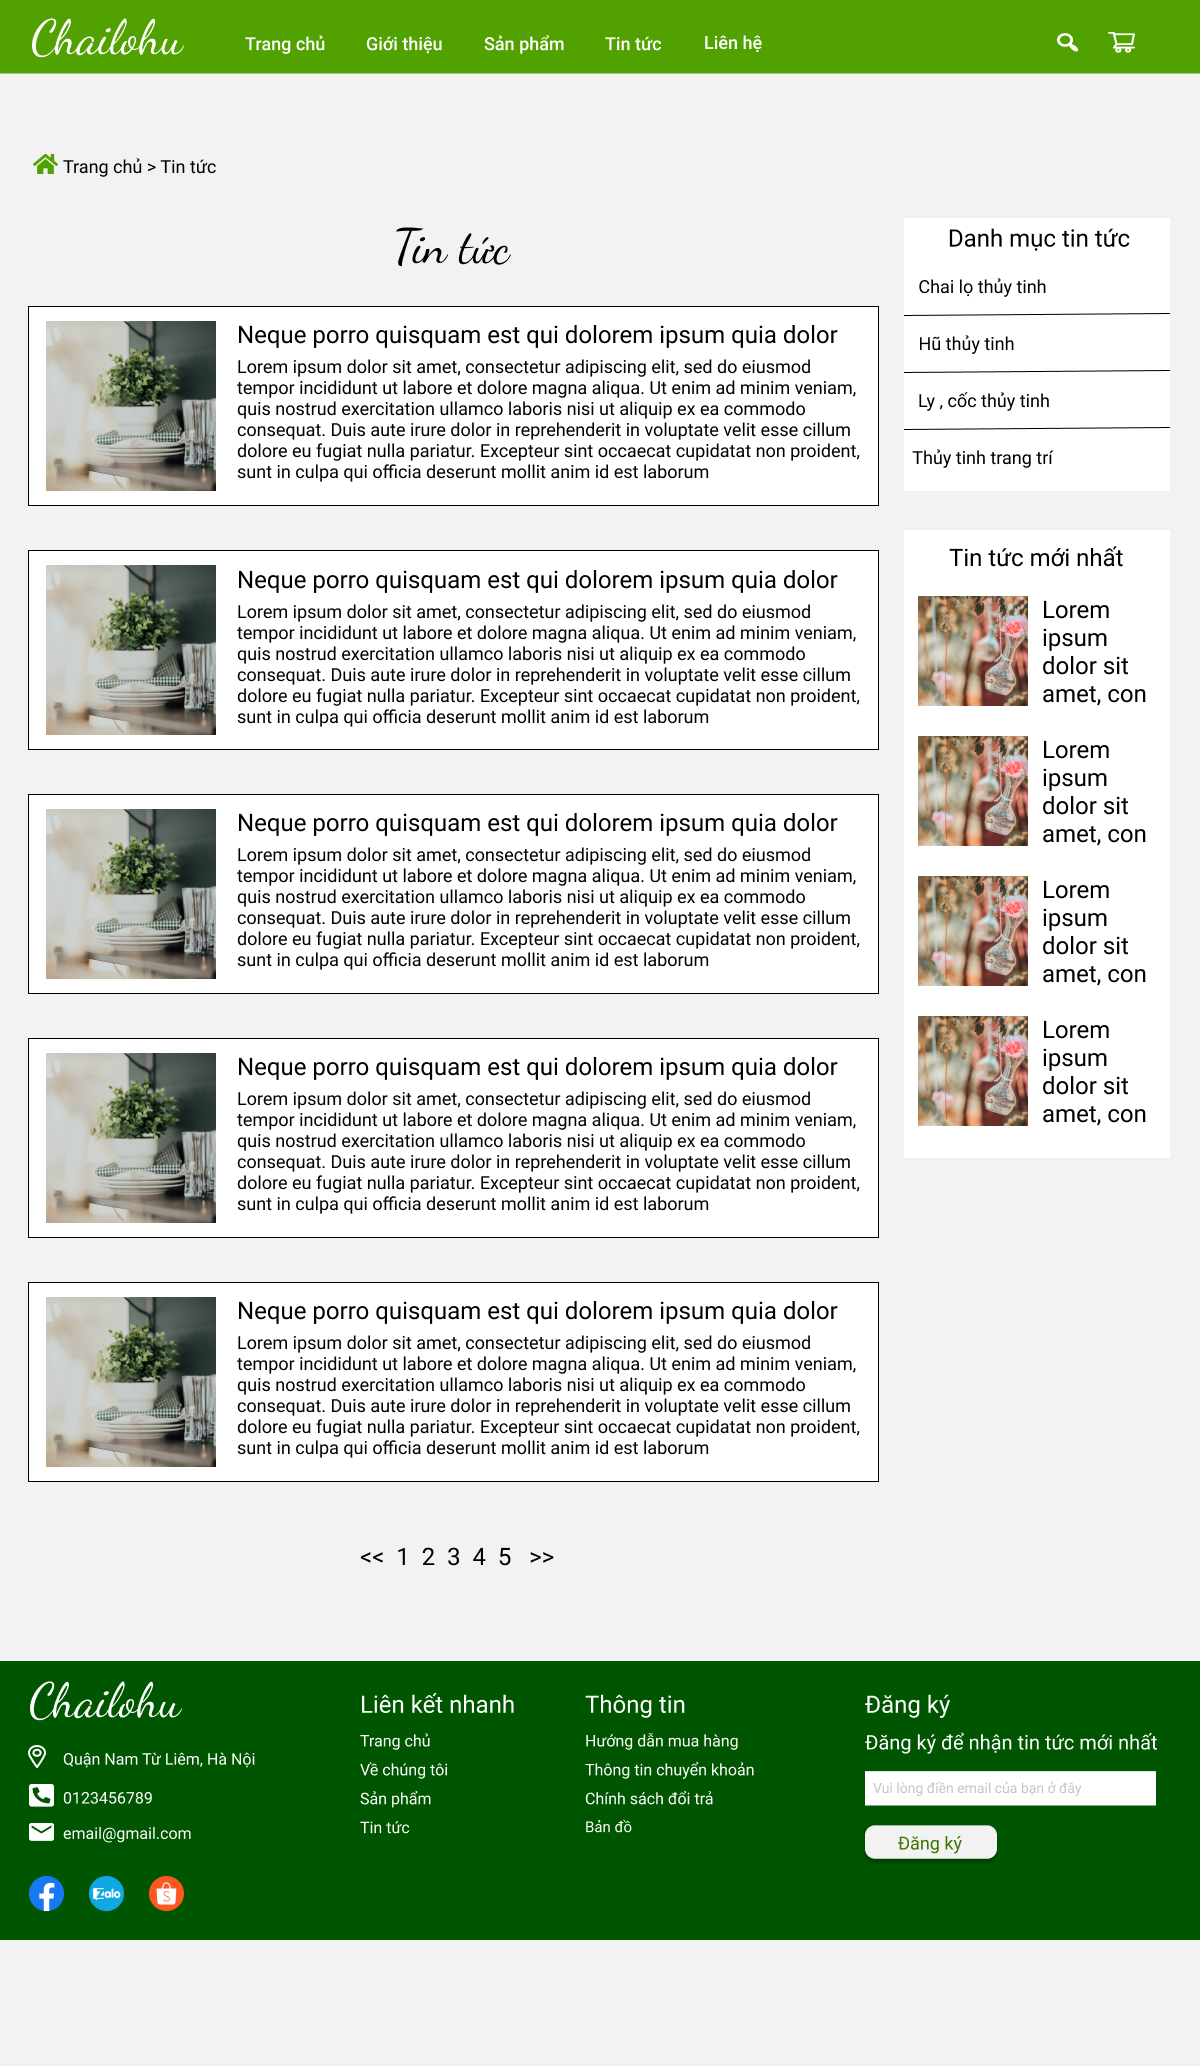 Chailohu
Trang chủ
Giới thiệu
Sản phẩm
Tin tức
Liên hệ
Trang chủ > Tin tức
Tin tức
Neque porro quisquam est qui dolorem ipsum quia dolor
Lorem ipsum dolor sit amet, consectetur adipiscing elit, sed do eiusmod
tempor incididunt ut labore et dolore magna aliqua. Ut enim ad minim veniam,
quis nostrud exercitation ullamco laboris nisi ut aliquip ex ea commodo
consequat. Duis aute irure dolor in reprehenderit in voluptate velit esse cillum
dolore eu fugiat nulla pariatur. Excepteur sint occaecat cupidatat non proident,
sunt in culpa qui officia deserunt mollit anim id est laborum
Neque porro quisquam est qui dolorem ipsum quia dolor
Lorem ipsum dolor sit amet, consectetur adipiscing elit, sed do eiusmod
tempor incididunt ut labore et dolore magna aliqua. Ut enim ad minim veniam,
quis nostrud exercitation ullamco laboris nisi ut aliquip ex ea commodo
consequat. Duis aute irure dolor in reprehenderit in voluptate velit esse cillum
dolore eu fugiat nulla pariatur. Excepteur sint occaecat cupidatat non proident,
sunt in culpa qui officia deserunt mollit anim id est laborum
Neque porro quisquam est qui dolorem ipsum quia dolor
Lorem ipsum dolor sit amet, consectetur adipiscing elit, sed do eiusmod
tempor incididunt ut labore et dolore magna aliqua. Ut enim ad minim veniam,
quis nostrud exercitation ullamco laboris nisi ut aliquip ex ea commodo
consequat. Duis aute irure dolor in reprehenderit in voluptate velit esse cillum
dolore eu fugiat nulla pariatur. Excepteur sint occaecat cupidatat non proident,
sunt in culpa qui officia deserunt mollit anim id est laborum
Neque porro quisquam est qui dolorem ipsum quia dolor
Lorem ipsum dolor sit amet, consectetur adipiscing elit, sed do eiusmod
tempor incididunt ut labore et dolore magna aliqua. Ut enim ad minim veniam,
quis nostrud exercitation ullamco laboris nisi ut aliquip ex ea commodo
consequat. Duis aute irure dolor in reprehenderit in voluptate velit esse cillum
dolore eu fugiat nulla pariatur. Excepteur sint occaecat cupidatat non proident,
sunt in culpa qui officia deserunt mollit anim id est laborum
Neque porro quisquam est qui dolorem ipsum quia dolor
Lorem ipsum dolor sit amet, consectetur adipiscing elit, sed do eiusmod
tempor incididunt ut labore et dolore magna aliqua. Ut enim ad minim veniam,
quis nostrud exercitation ullamco laboris nisi ut aliquip ex ea commodo
consequat. Duis aute irure dolor in reprehenderit in voluptate velit esse cillum
dolore eu fugiat nulla pariatur. Excepteur sint occaecat cupidatat non proident,
sunt in culpa qui officia deserunt mollit anim id est laborum
<< 1 2 3 4 5 >>
Danh mục tin tức
Chai lọ thủy tinh
Hũ thủy tinh
Ly , cốc thủy tinh
Thủy tinh trang trí
Tin tức mới nhất
Lorem
ipsum
dolor sit
amet, con
Lorem
ipsum
dolor sit
amet, con
Lorem
ipsum
dolor sit
amet, con
Lorem
ipsum
dolor sit
amet, con
Chailohu
Quận Nam Từ Liêm, Hà Nội
0123456789
email@gmail.com
Zalo
S
Liên kết nhanh
Trang chủ
Về chúng tôi
Sản phẩm
Tin tức
Thông tin
Hướng dẫn mua hàng
Thông tin chuyển khoản
Chính sách đổi trả
Bản đồ
Đăng ký
Đăng ký để nhận tin tức mới nhất
Vui lòng điền email của bạn ở đây
Đăng ký